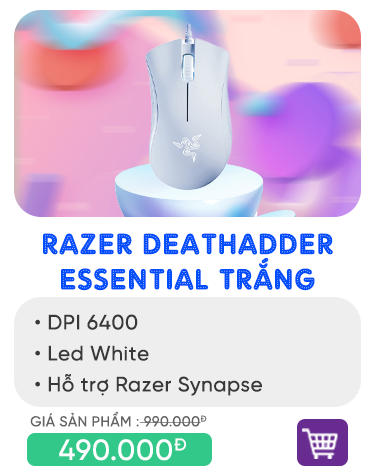 RAZER DEATHADDER
ESSENTIAL TRẮNG
• DPI 6400
• Led White
• Hỗ trợ Razer Synapse
GIÁ SẢN PHẨM : 990.000Đ
490.000Đ